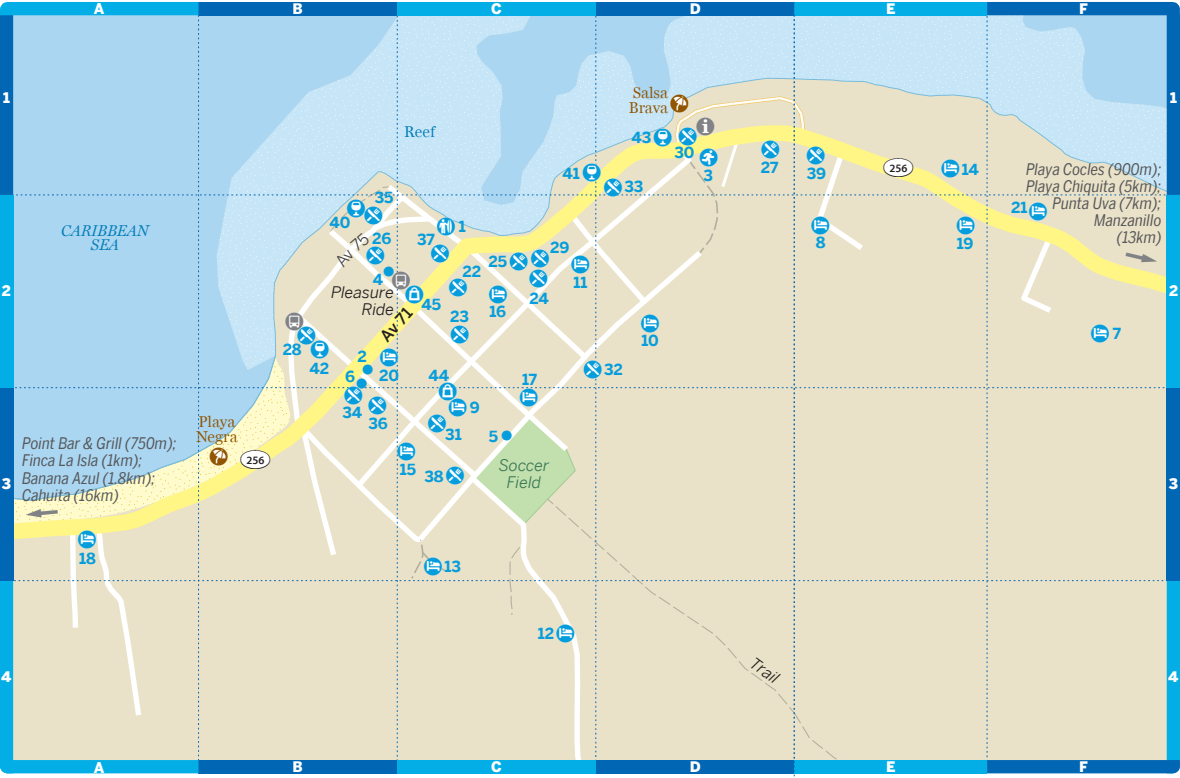 A
B
C
D
E
F
1
1
Salsa
Brava
Reef
43
30
3
27
39
256
14
Playa Cocles (900m);
Playa Chiquita (5km);
Punta Uva (7km);
Manzanillo
(13km)
41
33
35
40
1
21
CARIBBEAN
SEA
26
37
8
19
Av 75
25
29
4
22
11
2
Pleasure
Ride
45
16
24
2
Av 71
23
10
7
28
42
2
20
32
6
44
17
34
36
9
Playa
Negra
31
5
Point Bar & Grill (750m);
Finca La Isla (1km);
Banana Azul (1.8km);
Cahuita (16km)
256
15
38
Soccer
Field
3
3
18
13
12
Trail
4
4
A
B
C
D
E
F